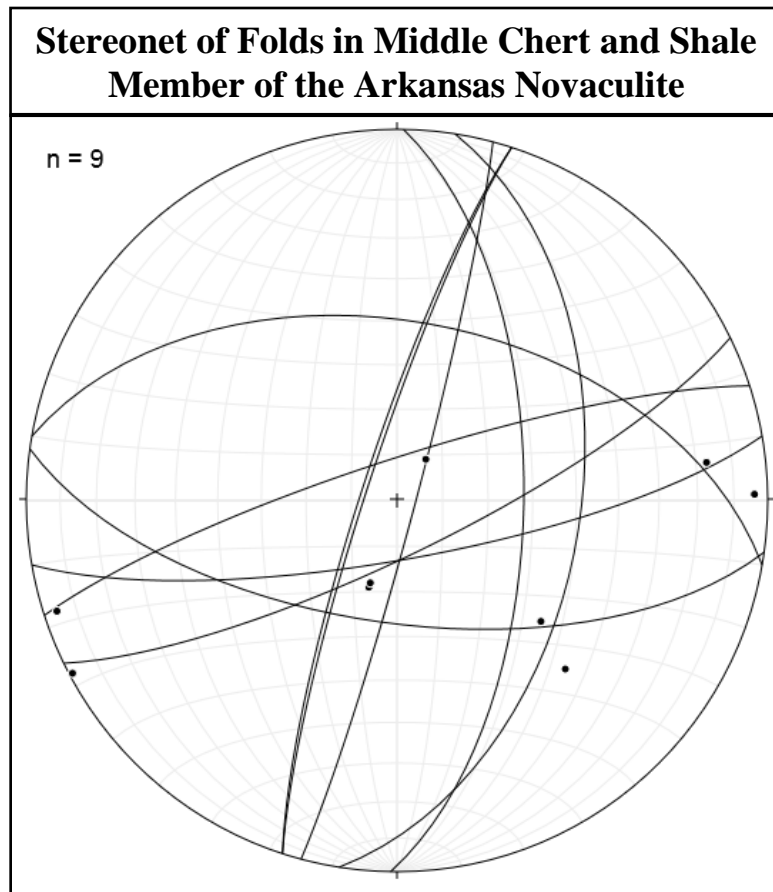 Stereonet of Folds in Middle Chert and Shale
Member of the Arkansas Novaculite
n = 9